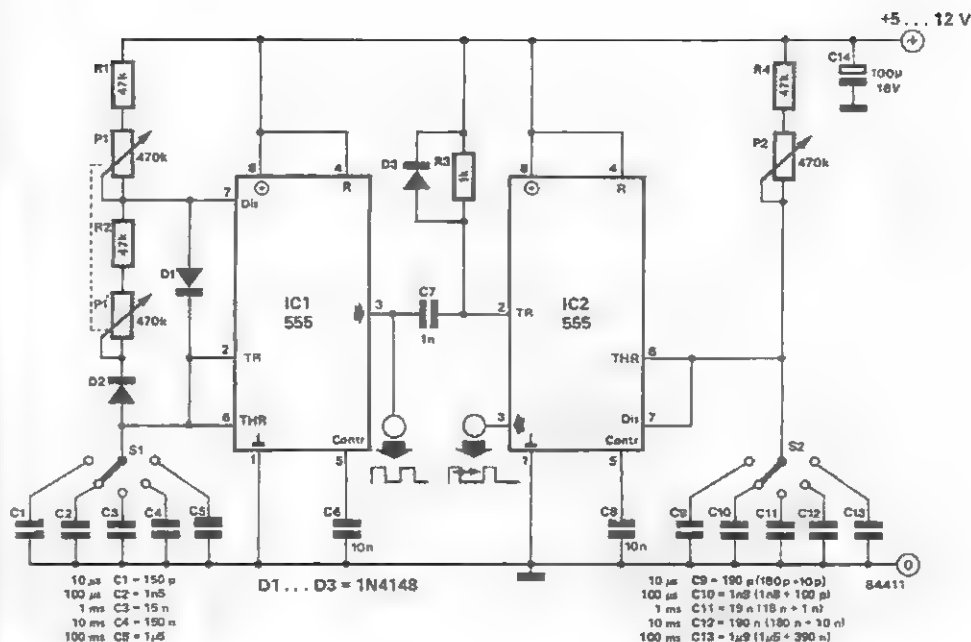 +5 . . . 12 V
R1
47k
P1
470k
R2
47k
P1'
470k
D1
D2
S1
C1
C2
C3
C4
C5
8
4
R
7
Dis
IC1
555
3
2
TR
6
THR
Contr
1
5
C6
10n
C7
1n
D3
R3
1k
8
4
R
2
TR
IC2
555
THR
6
Dis
7
3
Contr
1
5
C8
10n
R4
47k
P2
470k
C14
100µ
16V
S2
C9
C10
C11
C12
C13
0
84411
D1 . . . D3 = 1N4148
10 µs C1 = 150 p
100 µs C2 = 1n5
1 ms C3 = 15 n
10 ms C4 = 150 n
100 ms C5 = 1µ5
10 µs C9 = 190 p (180p + 10p)
100 µs C10 = 1n9 (1n8 + 100 p)
1 ms C11 = 19 n (18 n + 1 n)
10 ms C12 = 190 n (180 n + 10 n)
100 ms C13 = 1µ9 (1µ5 + 390 n)